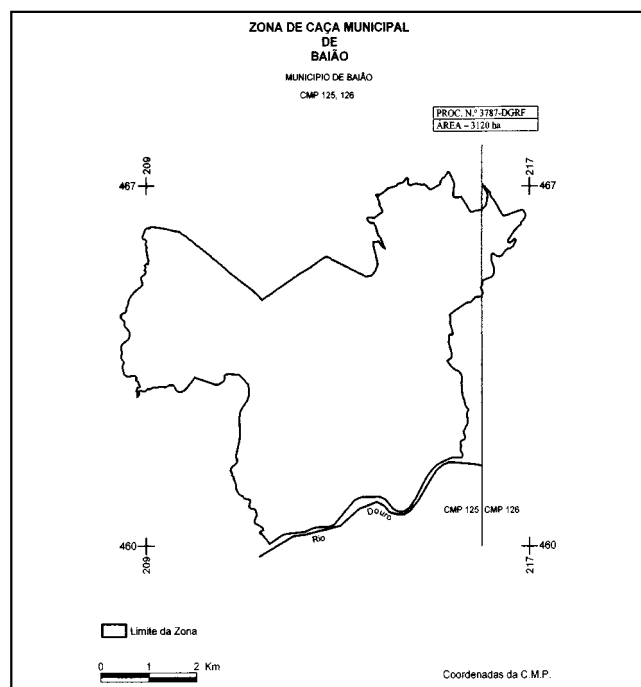 ZONA DE CAÇA MUNICIPAL
DE
BAIÃO
MUNICIPIO DE BAIÃO
CMP 125, 126
PROC. N.º 3787-DGRF
AREA – 3120 ha
209
217
467
467
Rio
Douro
CMP 125
CMP 126
460
460
209
217
Limite da Zona
0 1 2 Km
Coordenadas da C.M.P.